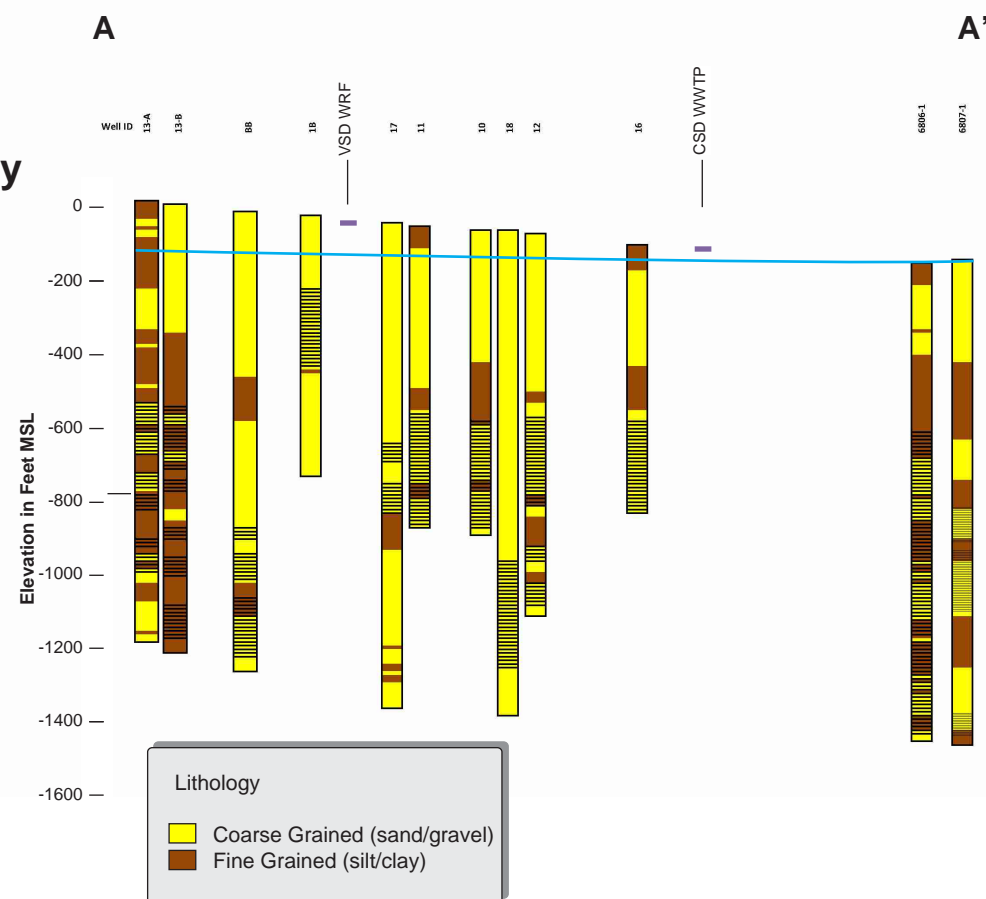 A
A’
VSD WRF
CSD WWTP
Well ID
13-A
13-B
BB
1B
17
11
10
18
12
16
6806-1
6807-1
y
Elevation in Feet MSL
0
-200
-400
-600
-800
-1000
-1200
-1400
-1600
Lithology
Coarse Grained (sand/gravel)
Fine Grained (silt/clay)